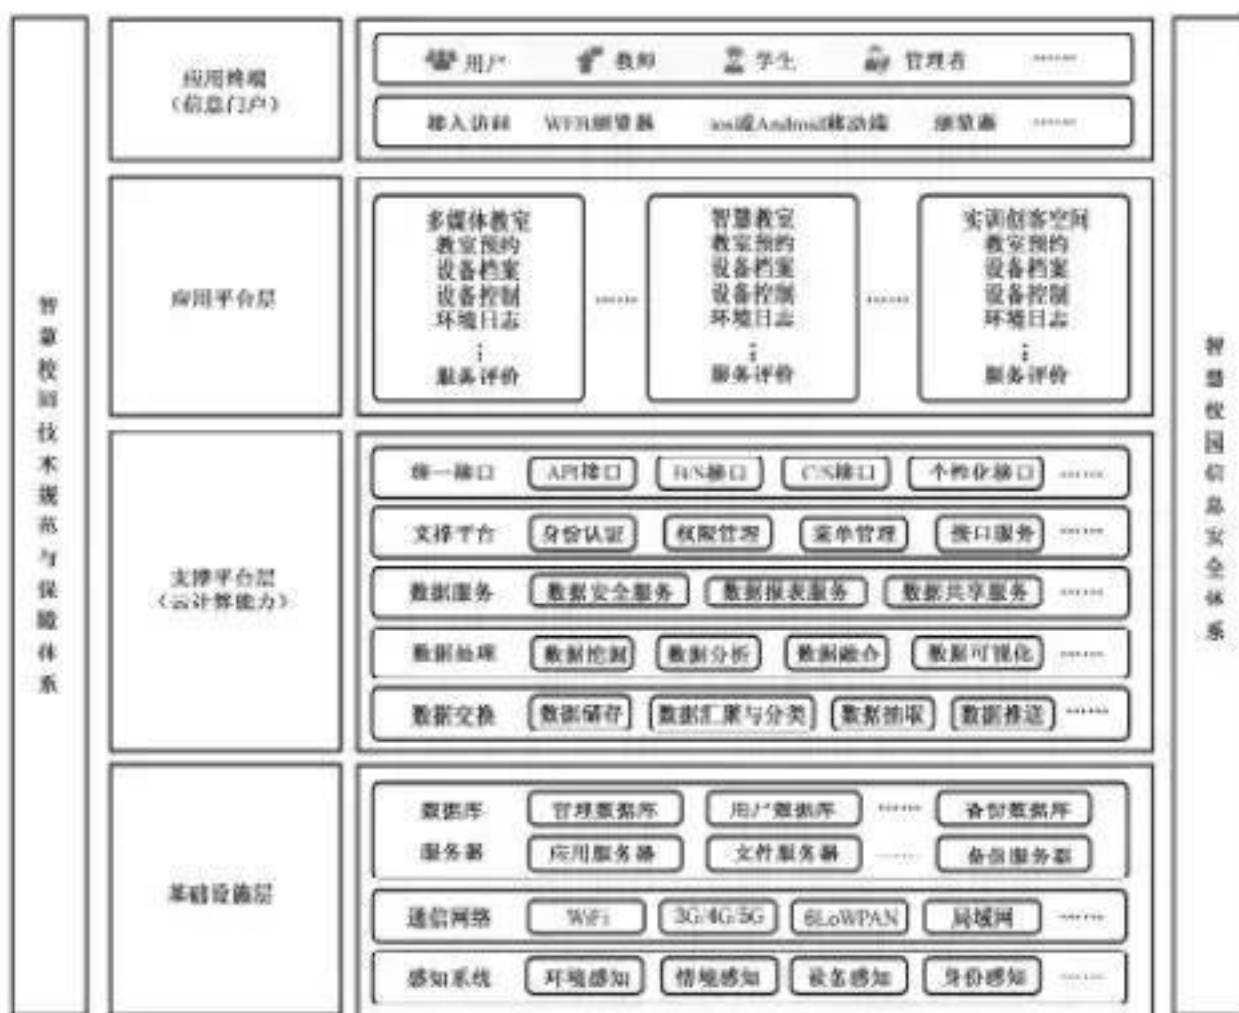 智慧校园技术规范与保障体系
应用终端
（信息门户）
用户 教师 学生 管理者 ······
接入访问 WEB浏览器 ios或Android移动端 浏览器 ······
应用平台层
多媒体教室
教室预约
设备档案
设备控制
环境日志
⋮
服务评价
······
智慧教室
教室预约
设备档案
设备控制
环境日志
⋮
服务评价
······
实训创客空间
教室预约
设备档案
设备控制
环境日志
⋮
服务评价
支撑平台层
（云计算能力）
统一接口 API接口 B/S接口 C/S接口 个性化接口 ······
支撑平台 身份认证 权限管理 菜单管理 接口服务 ······
数据服务 数据安全服务 数据报表服务 数据共享服务 ······
数据处理 数据挖掘 数据分析 数据融合 数据可视化 ······
数据交换 数据储存 数据汇聚与分类 数据抽取 数据推送 ······
基础设施层
数据库 管理数据库 用户数据库 ······ 备份数据库
服务器 应用服务器 文件服务器 ······ 备份服务器
通信网络 WiFi 3G/4G/5G 6LoWPAN 局域网 ······
感知系统 环境感知 情境感知 设备感知 身份感知 ······
智慧校园信息安全体系